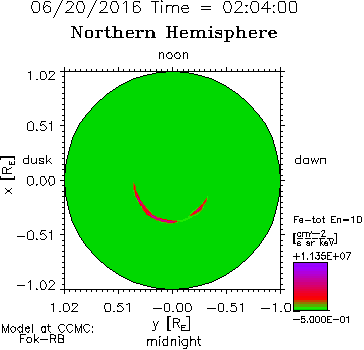 06/20/2016 Time = 02:04:00
Northern Hemisphere
noon
1.02
0.51
dusk
dawn
0.00
x [RE]
-0.51
-1.02
1.02 0.51 -0.00 -0.51 -1.0
y [RE]
midnight
Fe-tot En=10
cm-2
s sr keV
+1.136E+07
-5.000E-01
Model at CCMC:
Fok-RB